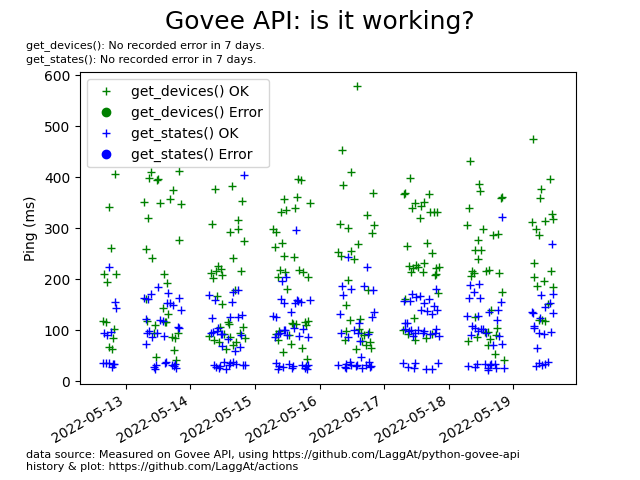 Govee API: is it working?
get_devices(): No recorded error in 7 days.
get_states(): No recorded error in 7 days.
600
500
400
300
200
100
0
Ping (ms)
get_devices() OK
get_devices() Error
get_states() OK
get_states() Error
2022-05-13
2022-05-14
2022-05-15
2022-05-16
2022-05-17
2022-05-18
2022-05-19
data source: Measured on Govee API, using https://github.com/LaggAt/python-govee-api
history & plot: https://github.com/LaggAt/actions